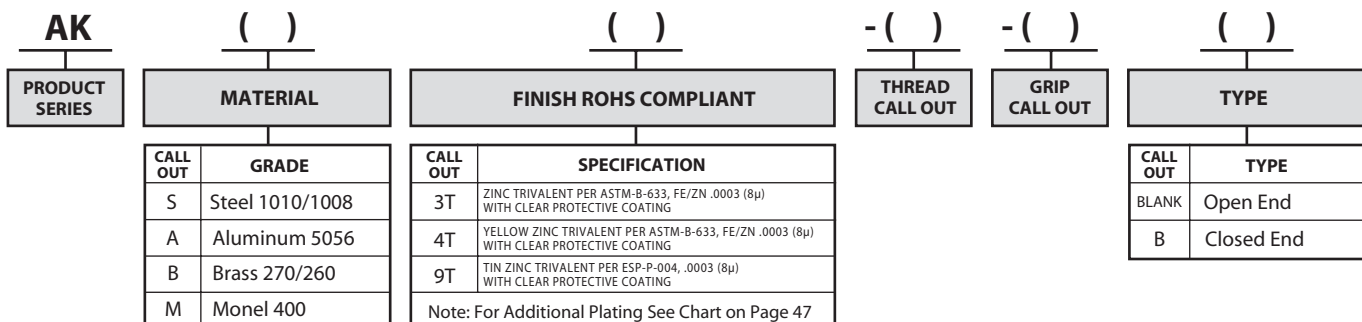 AK ( ) ( ) - ( ) - ( ) ( )
PRODUCT
SERIES
MATERIAL
FINISH ROHS COMPLIANT
THREAD
CALL OUT
GRIP
CALL OUT
TYPE
CALL
OUT
GRADE
S Steel 1010/1008
A Aluminum 5056
B Brass 270/260
M Monel 400
CALL
OUT
SPECIFICATION
3T ZINC TRIVALENT PER ASTM-B-633, FE/ZN .0003 (8µ)
WITH CLEAR PROTECTIVE COATING
4T YELLOW ZINC TRIVALENT PER ASTM-B-633, FE/ZN .0003 (8µ)
WITH CLEAR PROTECTIVE COATING
9T TIN ZINC TRIVALENT PER ESP-P-004, .0003 (8µ)
WITH CLEAR PROTECTIVE COATING
Note: For Additional Plating See Chart on Page 47
CALL
OUT
TYPE
BLANK Open End
B Closed End